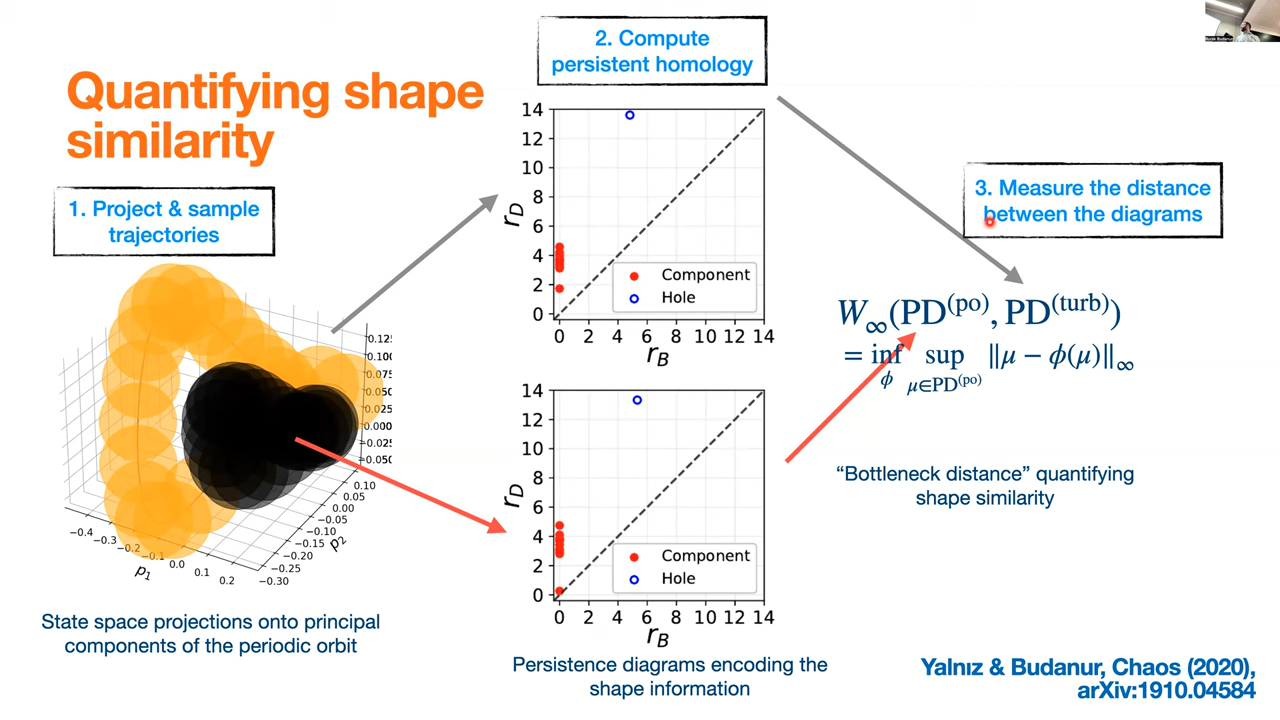 Quantifying shape
similarity
1. Project & sample
trajectories
0.125
0.100
0.075
0.050
0.025
0.000
−0.025
−0.050
0.10
0.05
0.00
−0.05
−0.10
−0.15
−0.20
−0.25
−0.30
p₂
−0.4
−0.3
−0.2
−0.1
0.0
0.1
0.2
p₁
State space projections onto principal
components of the periodic orbit
2. Compute
persistent homology
14
12
10
8
6
4
2
0
r_D
Component
Hole
0 2 4 6 8 10 12 14
r_B
14
12
10
8
6
4
2
0
r_D
Component
Hole
0 2 4 6 8 10 12 14
r_B
Persistence diagrams encoding the
shape information
3. Measure the distance
between the diagrams
W∞(PD^(po), PD^(turb))
= inf sup ‖μ − ϕ(μ)‖∞
ϕ μ∈PD^(po)
“Bottleneck distance” quantifying
shape similarity
Yalnız & Budanur, Chaos (2020),
arXiv:1910.04584